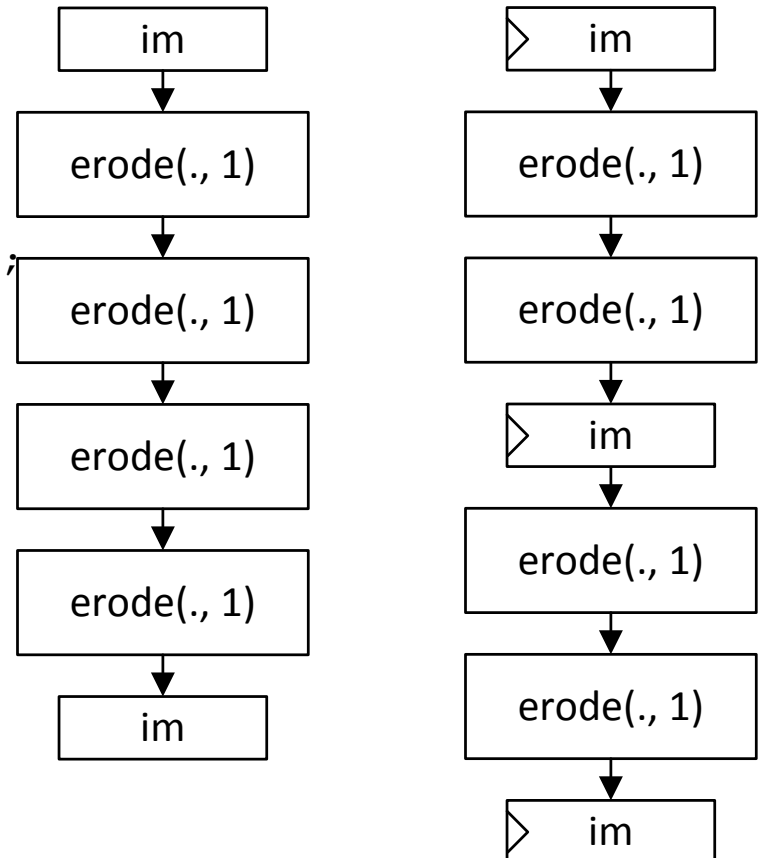 im
erode(., 1)
;
erode(., 1)
erode(., 1)
erode(., 1)
im
im
erode(., 1)
erode(., 1)
im
erode(., 1)
erode(., 1)
im